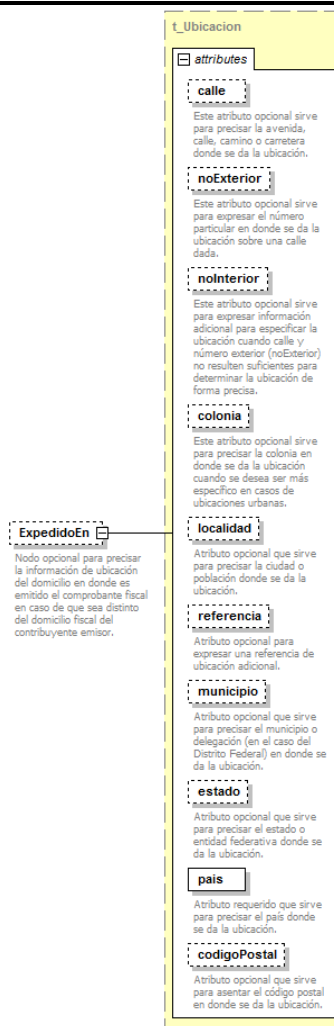 t_Ubicacion
attributes
calle
Este atributo opcional sirve
para precisar la avenida,
calle, camino o carretera
donde se da la ubicación.
noExterior
Este atributo opcional sirve
para expresar el número
particular en donde se da la
ubicación sobre una calle
dada.
noInterior
Este atributo opcional sirve
para expresar información
adicional para especificar la
ubicación cuando calle y
número exterior (noExterior)
no resulten suficientes para
determinar la ubicación de
forma precisa.
colonia
Este atributo opcional sirve
para precisar la colonia en
donde se da la ubicación
cuando se desea ser más
específico en casos de
ubicaciones urbanas.
ExpedidoEn
Nodo opcional para precisar
la información de ubicación
del domicilio en donde es
emitido el comprobante fiscal
en caso de que sea distinto
del domicilio fiscal del
contribuyente emisor.
localidad
Atributo opcional que sirve
para precisar la ciudad o
población donde se da la
ubicación.
referencia
Atributo opcional para
expresar una referencia de
ubicación adicional.
municipio
Atributo opcional que sirve
para precisar el municipio o
delegación (en el caso del
Distrito Federal) en donde se
da la ubicación.
estado
Atributo opcional que sirve
para precisar el estado o
entidad federativa donde se
da la ubicación.
pais
Atributo requerido que sirve
para precisar el país donde
se da la ubicación.
codigoPostal
Atributo opcional que sirve
para asentar el código postal
en donde se da la ubicación.